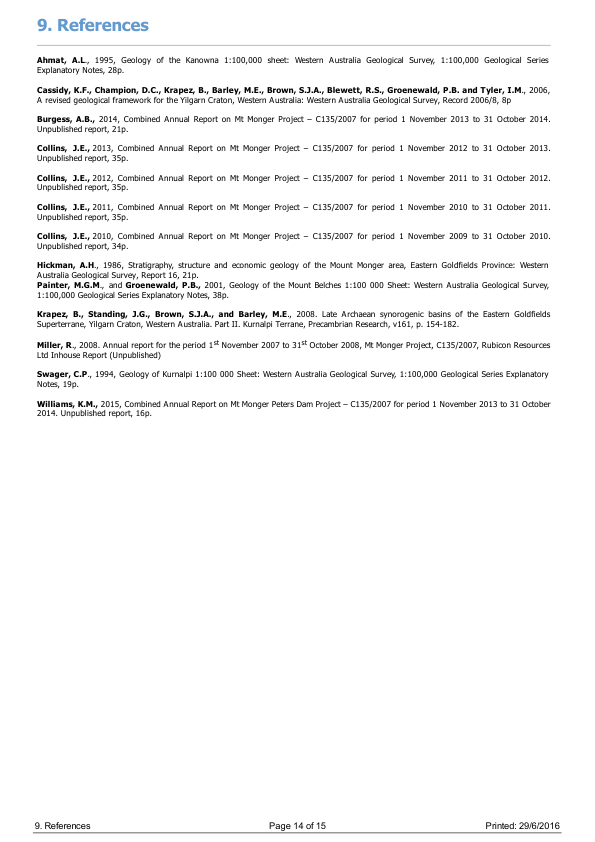 9. References
Ahmat, A.L., 1995, Geology of the Kanowna 1:100,000 sheet: Western Australia Geological Survey, 1:100,000 Geological Series
Explanatory Notes, 28p.
Cassidy, K.F., Champion, D.C., Krapez, B., Barley, M.E., Brown, S.J.A., Blewett, R.S., Groenewald, P.B. and Tyler, I.M., 2006,
A revised geological framework for the Yilgarn Craton, Western Australia: Western Australia Geological Survey, Record 2006/8, 8p
Burgess, A.B., 2014, Combined Annual Report on Mt Monger Project – C135/2007 for period 1 November 2013 to 31 October 2014.
Unpublished report, 21p.
Collins, J.E., 2013, Combined Annual Report on Mt Monger Project – C135/2007 for period 1 November 2012 to 31 October 2013.
Unpublished report, 35p.
Collins, J.E., 2012, Combined Annual Report on Mt Monger Project – C135/2007 for period 1 November 2011 to 31 October 2012.
Unpublished report, 35p.
Collins, J.E., 2011, Combined Annual Report on Mt Monger Project – C135/2007 for period 1 November 2010 to 31 October 2011.
Unpublished report, 35p.
Collins, J.E., 2010, Combined Annual Report on Mt Monger Project – C135/2007 for period 1 November 2009 to 31 October 2010.
Unpublished report, 34p.
Hickman, A.H., 1986, Stratigraphy, structure and economic geology of the Mount Monger area, Eastern Goldfields Province: Western
Australia Geological Survey, Report 16, 21p.
Painter, M.G.M., and Groenewald, P.B., 2001, Geology of the Mount Belches 1:100 000 Sheet: Western Australia Geological Survey,
1:100,000 Geological Series Explanatory Notes, 38p.
Krapez, B., Standing, J.G., Brown, S.J.A., and Barley, M.E., 2008. Late Archaean synorogenic basins of the Eastern Goldfields
Superterrane, Yilgarn Craton, Western Australia. Part II. Kurnalpi Terrane, Precambrian Research, v161, p. 154-182.
Miller, R., 2008. Annual report for the period 1st November 2007 to 31st October 2008, Mt Monger Project, C135/2007, Rubicon Resources
Ltd Inhouse Report (Unpublished)
Swager, C.P., 1994, Geology of Kurnalpi 1:100 000 Sheet: Western Australia Geological Survey, 1:100,000 Geological Series Explanatory
Notes, 19p.
Williams, K.M., 2015, Combined Annual Report on Mt Monger Peters Dam Project – C135/2007 for period 1 November 2013 to 31 October
2014. Unpublished report, 16p.
9. References Page 14 of 15 Printed: 29/6/2016